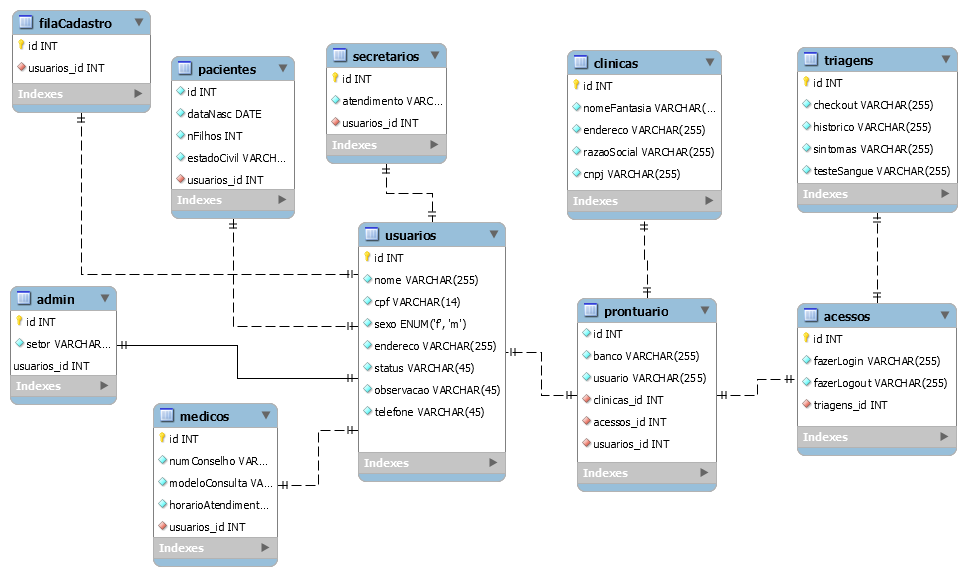 filaCadastro
id INT
usuarios_id INT
Indexes
pacientes
id INT
dataNasc DATE
nFilhos INT
estadoCivil VARCH...
usuarios_id INT
Indexes
secretarios
id INT
atendimento VARC...
usuarios_id INT
Indexes
clinicas
id INT
nomeFantasia VARCHAR(...
endereco VARCHAR(255)
razaoSocial VARCHAR(255)
cnpj VARCHAR(255)
Indexes
triagens
id INT
checkout VARCHAR(255)
historico VARCHAR(255)
sintomas VARCHAR(255)
testeSangue VARCHAR(255)
Indexes
usuarios
id INT
nome VARCHAR(255)
cpf VARCHAR(14)
sexo ENUM('f', 'm')
endereco VARCHAR(255)
status VARCHAR(45)
observacao VARCHAR(45)
telefone VARCHAR(45)
Indexes
admin
id INT
setor VARCHAR...
usuarios_id INT
Indexes
prontuario
id INT
banco VARCHAR(255)
usuario VARCHAR(255)
clinicas_id INT
acessos_id INT
usuarios_id INT
Indexes
acessos
id INT
fazerLogin VARCHAR(255)
fazerLogout VARCHAR(255)
triagens_id INT
Indexes
medicos
id INT
numConselho VAR...
modeloConsulta VA...
horarioAtendiment...
usuarios_id INT
Indexes